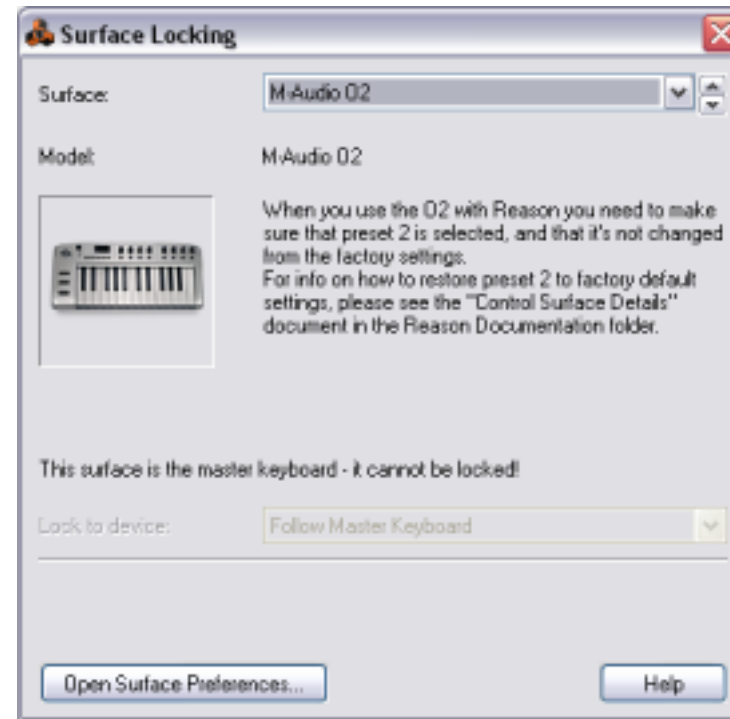 Surface Locking
Surface: M-Audio O2
Model: M-Audio O2
When you use the O2 with Reason you need to make
sure that preset 2 is selected, and that it's not changed
from the factory settings.
For info on how to restore preset 2 to factory default
settings, please see the "Control Surface Details"
document in the Reason Documentation folder.
This surface is the master keyboard - it cannot be locked!
Lock to device: Follow Master Keyboard
Open Surface Preferences... Help